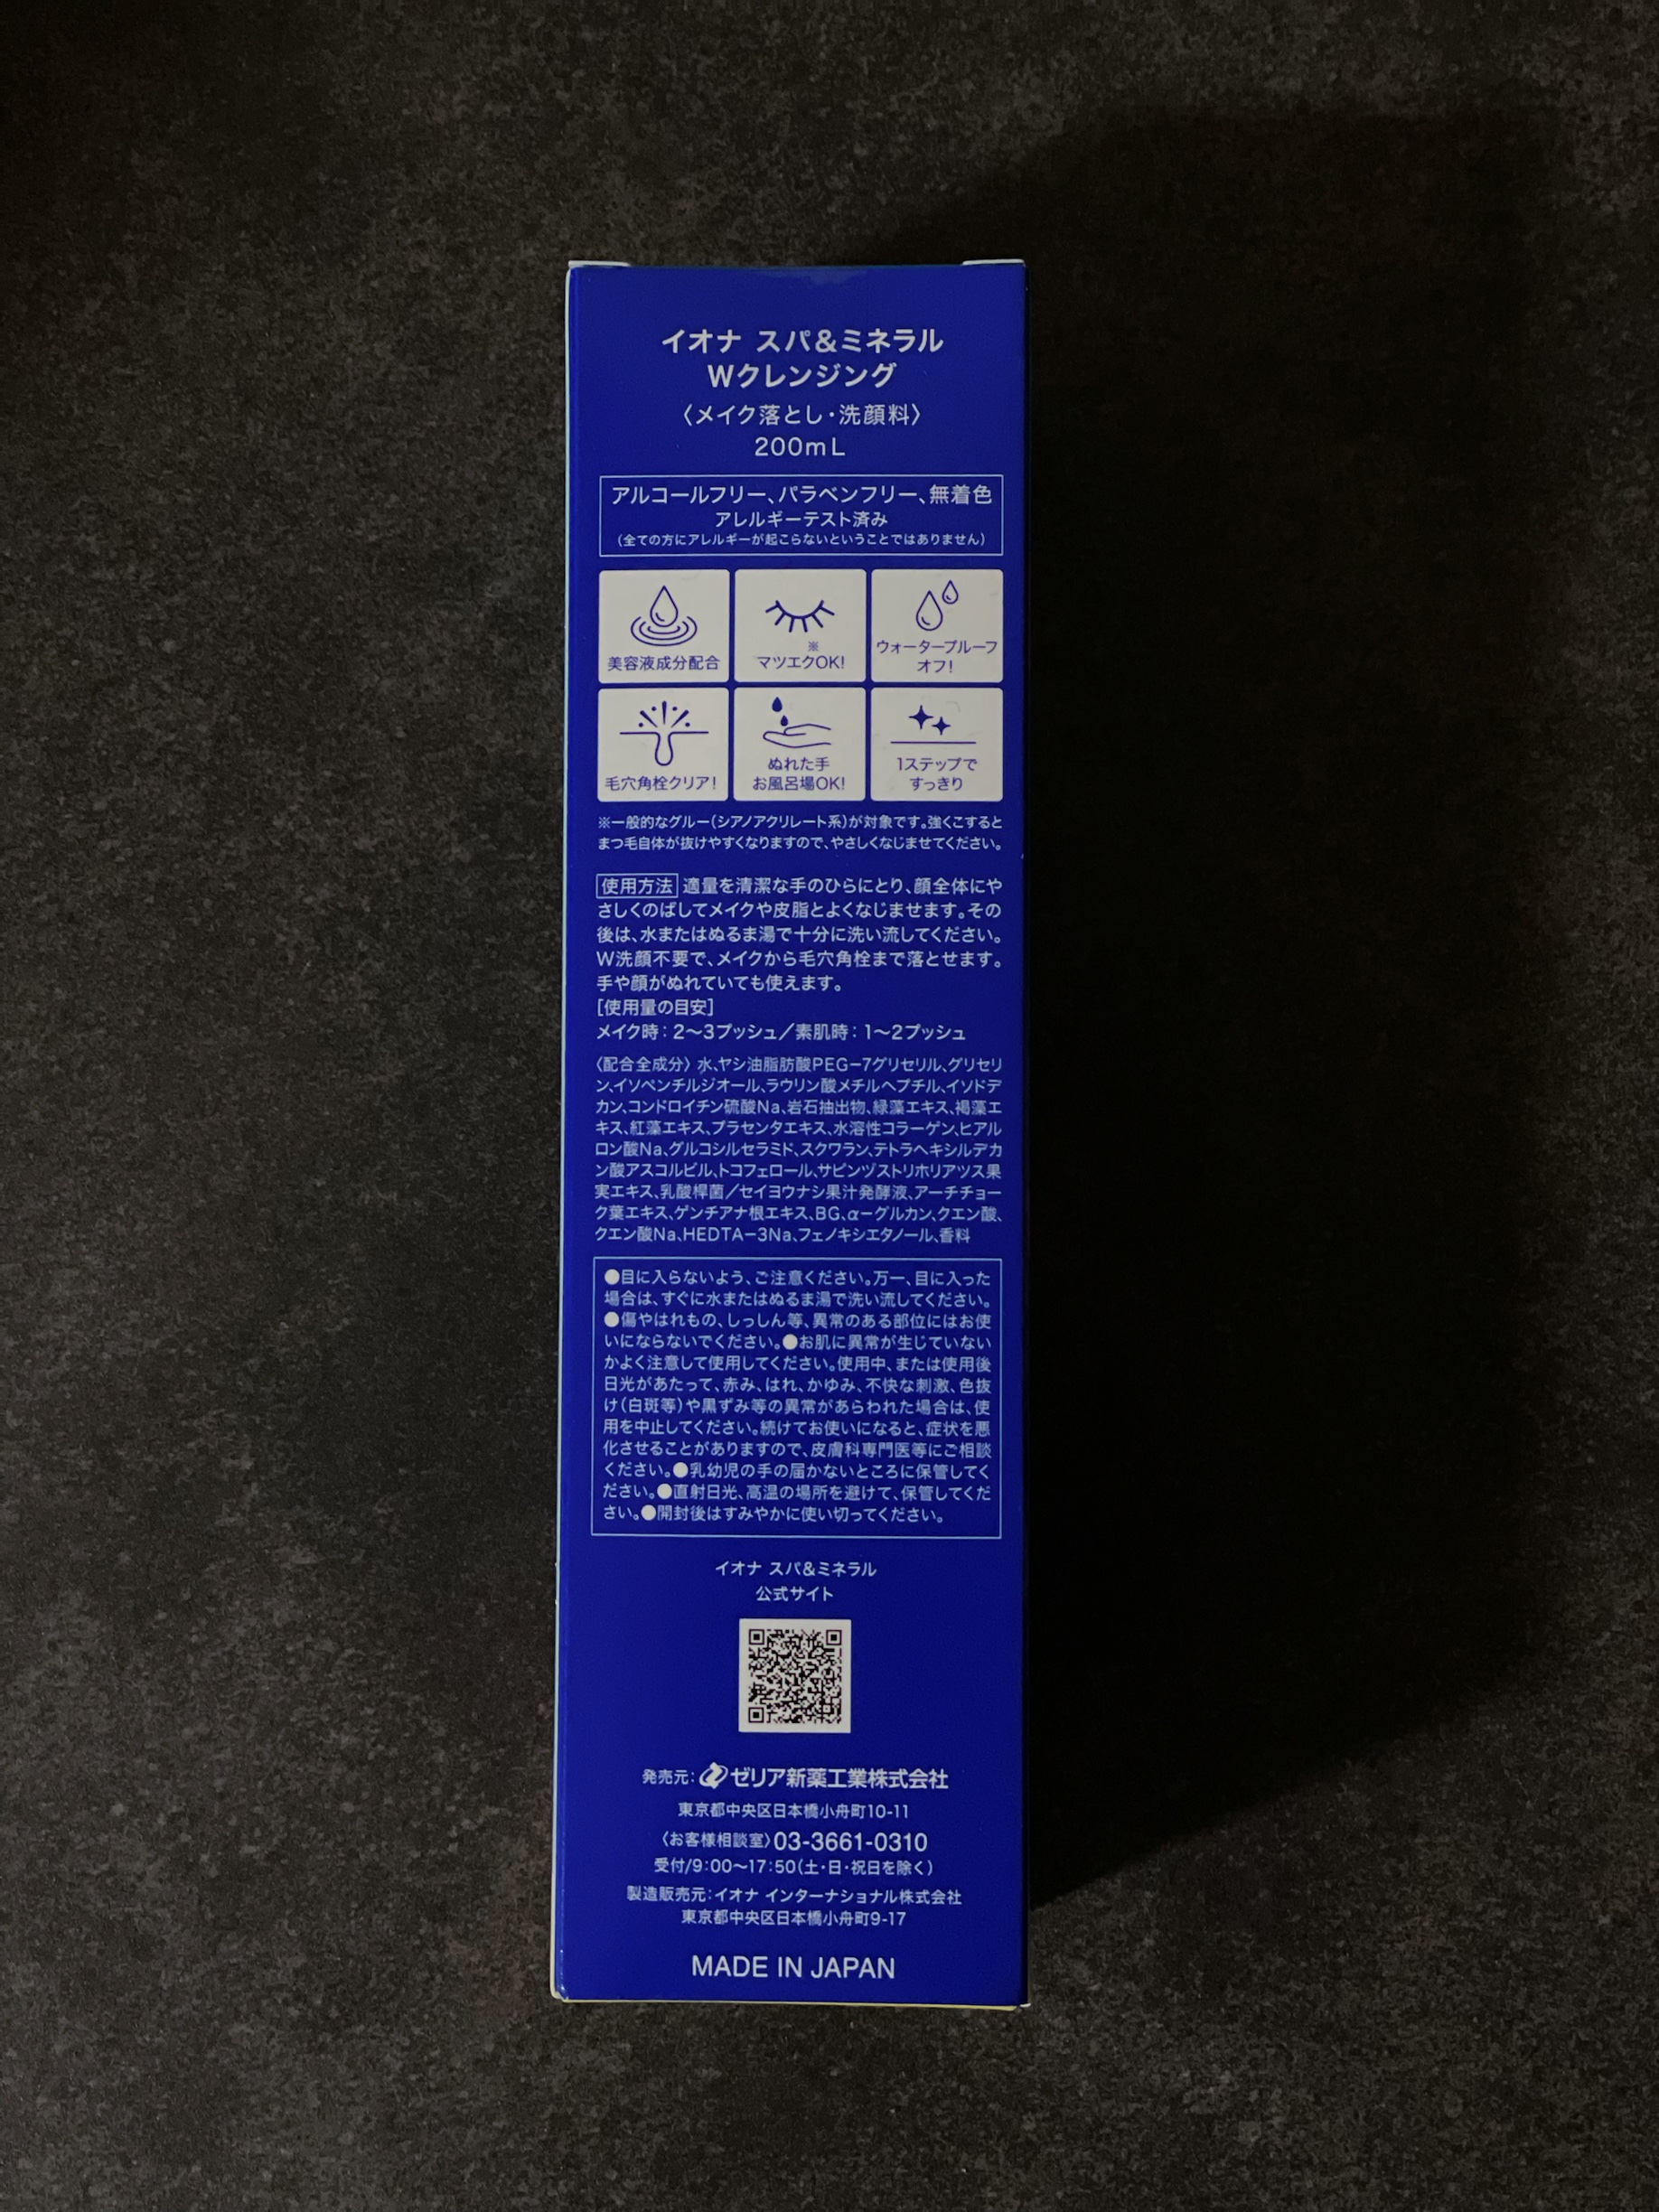 イオナ スパ&ミネラル
Wクレンジング
〈メイク落とし・洗顔料〉
200mL
アルコールフリー、パラベンフリー、無着色
アレルギーテスト済み
(全ての方にアレルギーが起こらないということではありません)
美容液成分配合
※
マツエクOK!
ウォータープルーフ
オフ!
毛穴角栓クリア!
ぬれた手
お風呂場OK!
1ステップで
すっきり
※一般的なグルー(シアノアクリレート系)が対象です。強くこすると
まつ毛自体が抜けやすくなりますので、やさしくなじませてください。
使用方法 適量を清潔な手のひらにとり、顔全体にや
さしくのばしてメイクや皮脂とよくなじませます。その
後は、水またはぬるま湯で十分に洗い流してください。
W洗顔不要で、メイクから毛穴角栓まで落とせます。
手や顔がぬれていても使えます。
[使用量の目安]
メイク時:2〜3プッシュ/素肌時:1〜2プッシュ
〈配合全成分〉水、ヤシ油脂肪酸PEG-7グリセリル、グリセリ
ン、イソペンチルジオール、ラウリン酸メチルヘプチル、イソドデ
カン、コンドロイチン硫酸Na、岩石抽出物、緑藻エキス、褐藻エ
キス、紅藻エキス、プラセンタエキス、水溶性コラーゲン、ヒアル
ロン酸Na、グルコシルセラミド、スクワラン、テトラヘキシルデカ
ン酸アスコルビル、トコフェロール、サピンヅストリホリアツス果
実エキス、乳酸桿菌/セイヨウナシ果汁発酵液、アーチチョー
ク葉エキス、ゲンチアナ根エキス、BG、α-グルカン、クエン酸、
クエン酸Na、HEDTA-3Na、フェノキシエタノール、香料
●目に入らないよう、ご注意ください。万一、目に入った
場合は、すぐに水またはぬるま湯で洗い流してください。
●傷やはれもの、しっしん等、異常のある部位にはお使
いにならないでください。●お肌に異常が生じていない
かよく注意して使用してください。使用中、または使用後
日光があたって、赤み、はれ、かゆみ、不快な刺激、色抜
け(白斑等)や黒ずみ等の異常があらわれた場合は、使
用を中止してください。続けてお使いになると、症状を悪
化させることがありますので、皮膚科専門医等にご相談
ください。●乳幼児の手の届かないところに保管してく
ださい。●直射日光、高温の場所を避けて、保管してくだ
さい。●開封後はすみやかに使い切ってください。
イオナ スパ&ミネラル
公式サイト
発売元:ゼリア新薬工業株式会社
東京都中央区日本橋小舟町10-11
〈お客様相談室〉03-3661-0310
受付/9:00〜17:50(土・日・祝日を除く)
製造販売元:イオナ インターナショナル株式会社
東京都中央区日本橋小舟町9-17
MADE IN JAPAN